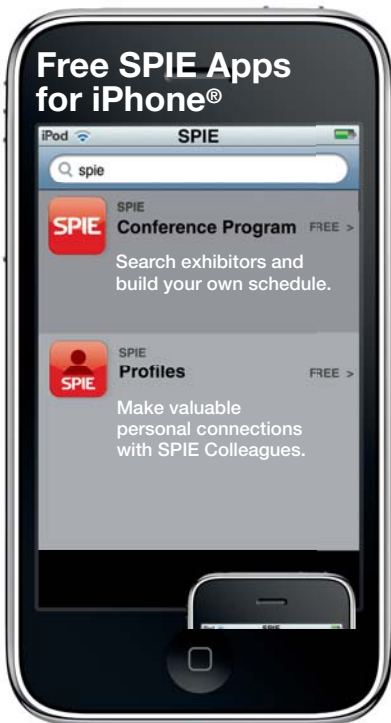 Free SPIE Apps
for iPhone®
iPod SPIE
spie
SPIE
SPIE
Conference Program FREE >
Search exhibitors and
build your own schedule.
SPIE
SPIE
Profiles FREE >
Make valuable
personal connections
with SPIE Colleagues.
SPIE